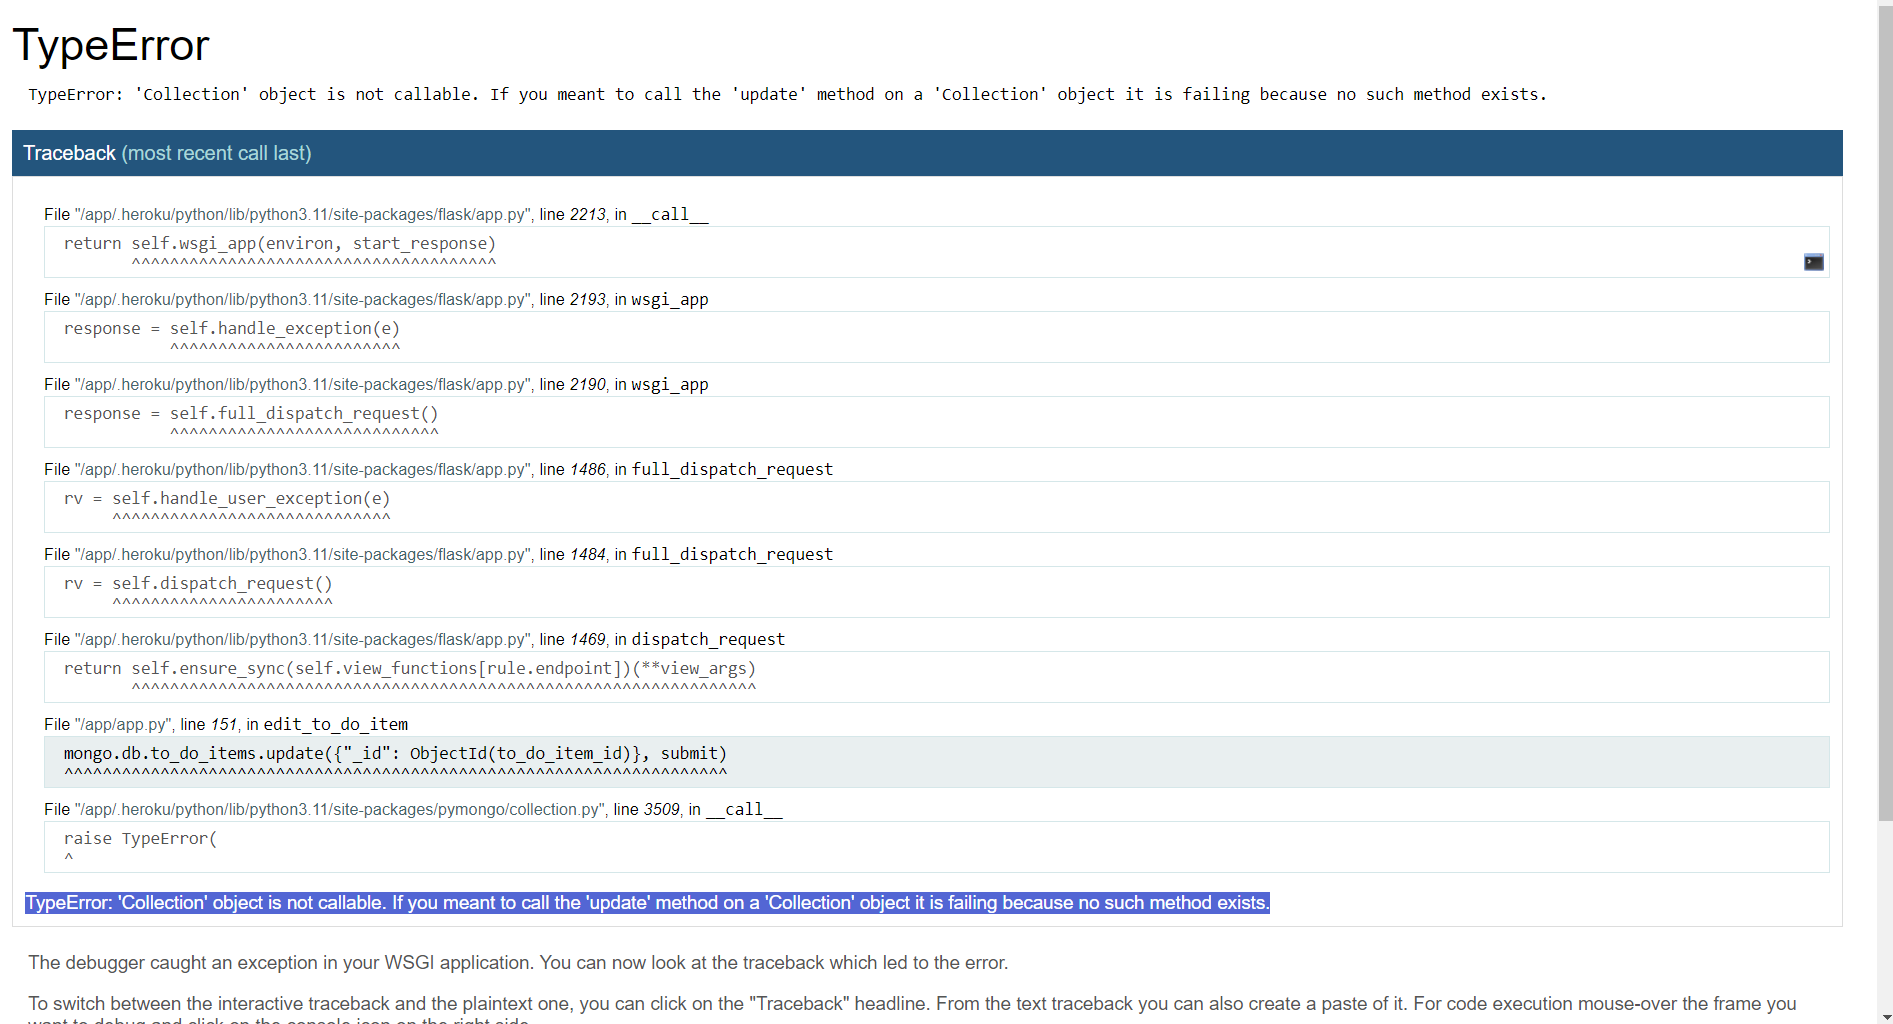 TypeError
TypeError: 'Collection' object is not callable. If you meant to call the 'update' method on a 'Collection' object it is failing because no such method exists.
Traceback (most recent call last)
File "/app/.heroku/python/lib/python3.11/site-packages/flask/app.py", line 2213, in __call__
return self.wsgi_app(environ, start_response)
^^^^^^^^^^^^^^^^^^^^^^^^^^^^^^^^^^^^^^
File "/app/.heroku/python/lib/python3.11/site-packages/flask/app.py", line 2193, in wsgi_app
response = self.handle_exception(e)
^^^^^^^^^^^^^^^^^^^^^^^^
File "/app/.heroku/python/lib/python3.11/site-packages/flask/app.py", line 2190, in wsgi_app
response = self.full_dispatch_request()
^^^^^^^^^^^^^^^^^^^^^^^^^^^^
File "/app/.heroku/python/lib/python3.11/site-packages/flask/app.py", line 1486, in full_dispatch_request
rv = self.handle_user_exception(e)
^^^^^^^^^^^^^^^^^^^^^^^^^^^^^
File "/app/.heroku/python/lib/python3.11/site-packages/flask/app.py", line 1484, in full_dispatch_request
rv = self.dispatch_request()
^^^^^^^^^^^^^^^^^^^^^^^
File "/app/.heroku/python/lib/python3.11/site-packages/flask/app.py", line 1469, in dispatch_request
return self.ensure_sync(self.view_functions[rule.endpoint])(**view_args)
^^^^^^^^^^^^^^^^^^^^^^^^^^^^^^^^^^^^^^^^^^^^^^^^^^^^^^^^^^^^^^^^^
File "/app/app.py", line 151, in edit_to_do_item
mongo.db.to_do_items.update({"_id": ObjectId(to_do_item_id)}, submit)
^^^^^^^^^^^^^^^^^^^^^^^^^^^^^^^^^^^^^^^^^^^^^^^^^^^^^^^^^^^^^^^^^^^^^
File "/app/.heroku/python/lib/python3.11/site-packages/pymongo/collection.py", line 3509, in __call__
raise TypeError(
^
TypeError: 'Collection' object is not callable. If you meant to call the 'update' method on a 'Collection' object it is failing because no such method exists.
The debugger caught an exception in your WSGI application. You can now look at the traceback which led to the error.
To switch between the interactive traceback and the plaintext one, you can click on the "Traceback" headline. From the text traceback you can also create a paste of it. For code execution mouse-over the frame you
want to debug and click on the console icon on the right side.